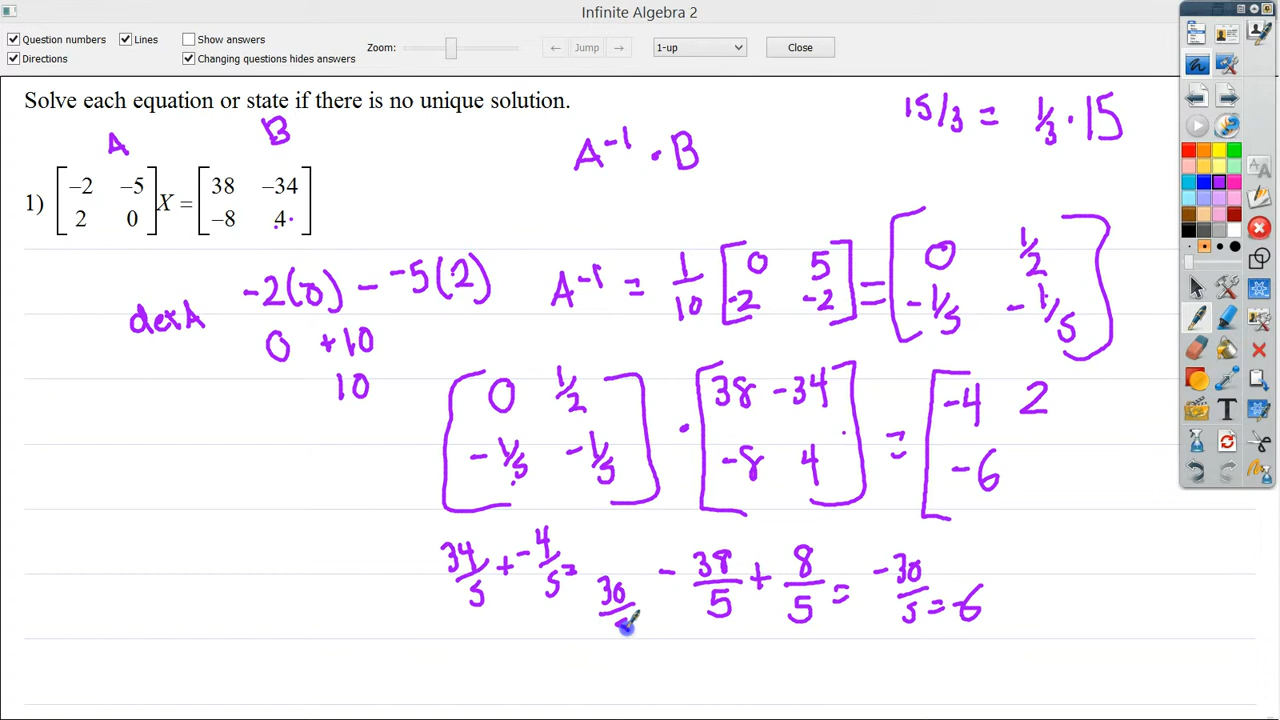 Infinite Algebra 2
Question numbers Lines Show answers
Directions Changing questions hides answers
Zoom: Jump 1-up Close
Solve each equation or state if there is no unique solution.
15/3 = 1/3 · 15
A B A⁻¹ · B
1) [−2 −5; 2 0] X = [38 −34; −8 4]
det A -2(0) - -5(2)
0 +10
10
A⁻¹ = 1/10 [0 5; -2 -2] = [0 1/2; -1/5 -1/5]
[0 1/2; -1/5 -1/5] · [38 -34; -8 4] = [-4 2; -6
34/5 + -4/5 = 30/5
-38/5 + 8/5 = -30/5 = -6